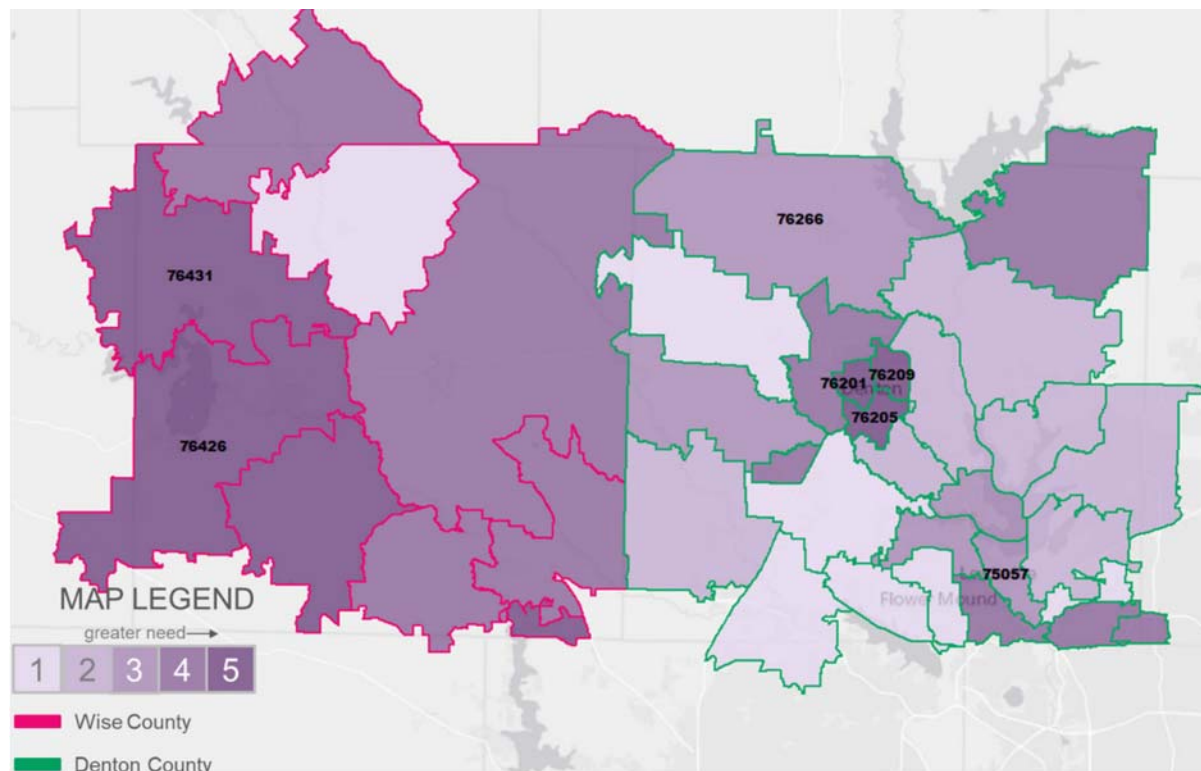 76266
76431
76201
76209
Denton
76205
76426
75057
Flower Mound
MAP LEGEND
greater need
1 2 3 4 5
Wise County
Denton County